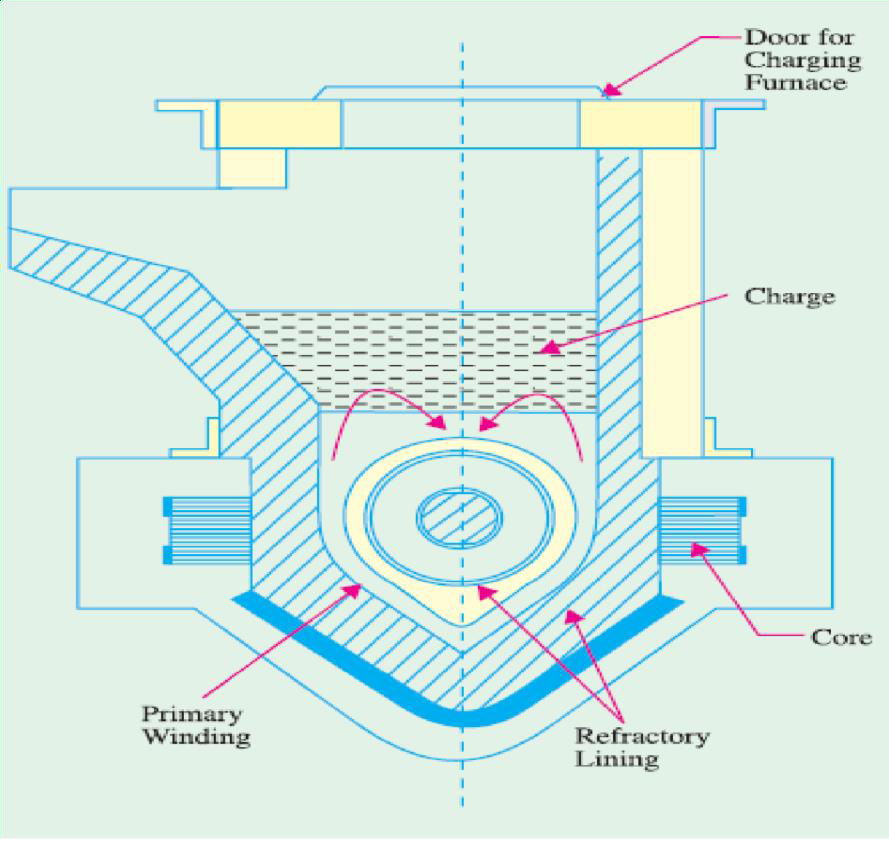 Door for
Charging
Furnace
Charge
Core
Primary
Winding
Refractory
Lining